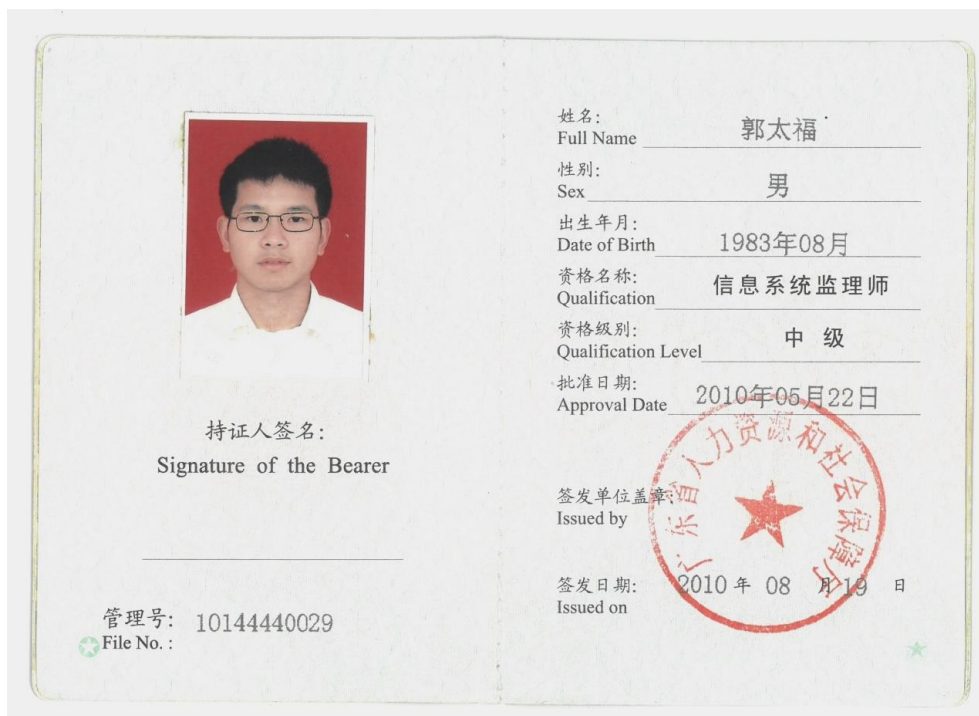 持证人签名:
Signature of the Bearer
管理号: 10144440029
File No. :
姓名:
Full Name 郭太福
性别:
Sex 男
出生年月:
Date of Birth 1983年08月
资格名称:
Qualification 信息系统监理师
资格级别:
Qualification Level 中 级
批准日期:
Approval Date 2010年05月22日
广东省人力资源和社会保障厅
签发单位盖章:
Issued by
签发日期: 2010 年 08 月 19 日
Issued on